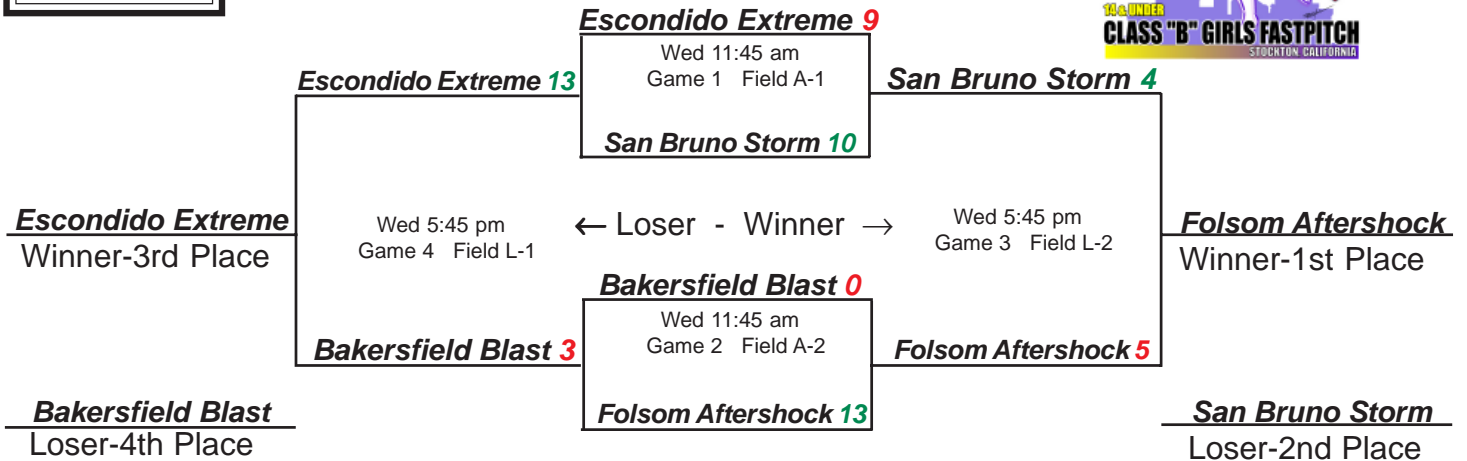 14 & UNDER
CLASS "B" GIRLS FASTPITCH
STOCKTON, CALIFORNIA
Escondido Extreme 9
Wed 11:45 am
Game 1 Field A-1
San Bruno Storm 10
Escondido Extreme 13
San Bruno Storm 4
Escondido Extreme
Winner-3rd Place
Wed 5:45 pm
Game 4 Field L-1
← Loser - Winner →
Wed 5:45 pm
Game 3 Field L-2
Folsom Aftershock
Winner-1st Place
Bakersfield Blast 0
Wed 11:45 am
Game 2 Field A-2
Folsom Aftershock 13
Bakersfield Blast 3
Folsom Aftershock 5
Bakersfield Blast
Loser-4th Place
San Bruno Storm
Loser-2nd Place